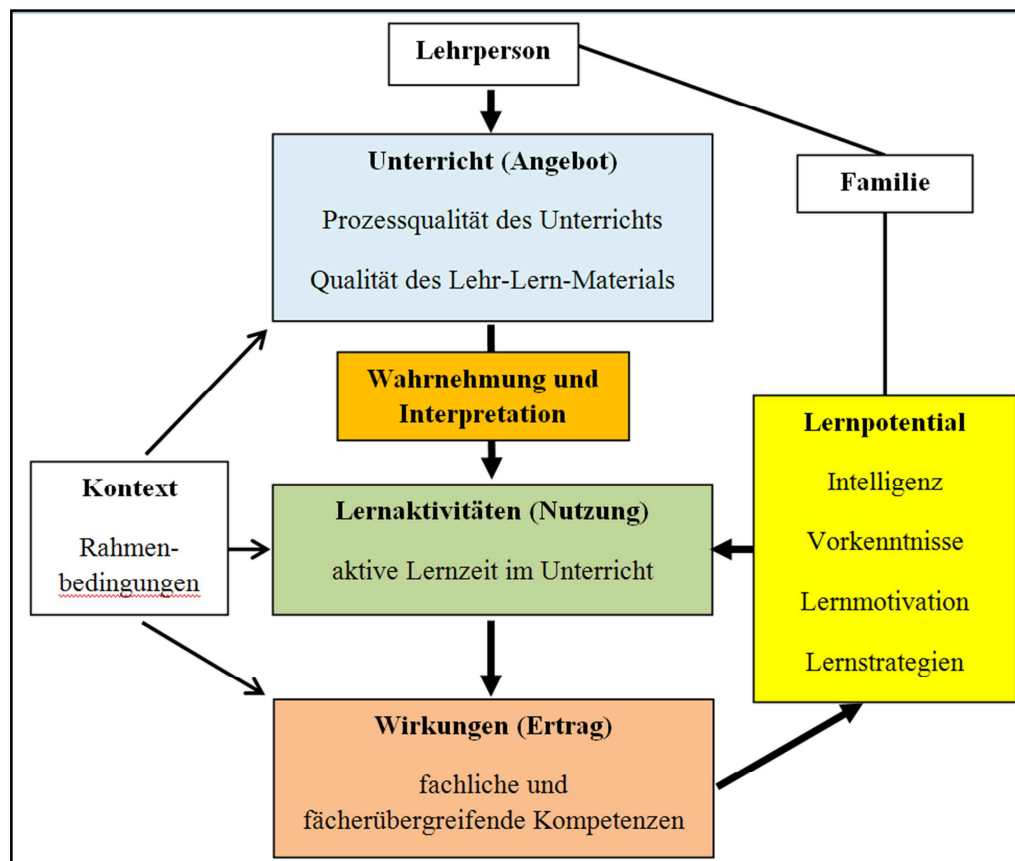 Lehrperson
Unterricht (Angebot)
Prozessqualität des Unterrichts
Qualität des Lehr-Lern-Materials
Familie
Wahrnehmung und
Interpretation
Lernpotential
Intelligenz
Vorkenntnisse
Lernmotivation
Lernstrategien
Kontext
Rahmen-
bedingungen
Lernaktivitäten (Nutzung)
aktive Lernzeit im Unterricht
Wirkungen (Ertrag)
fachliche und
fächerübergreifende Kompetenzen